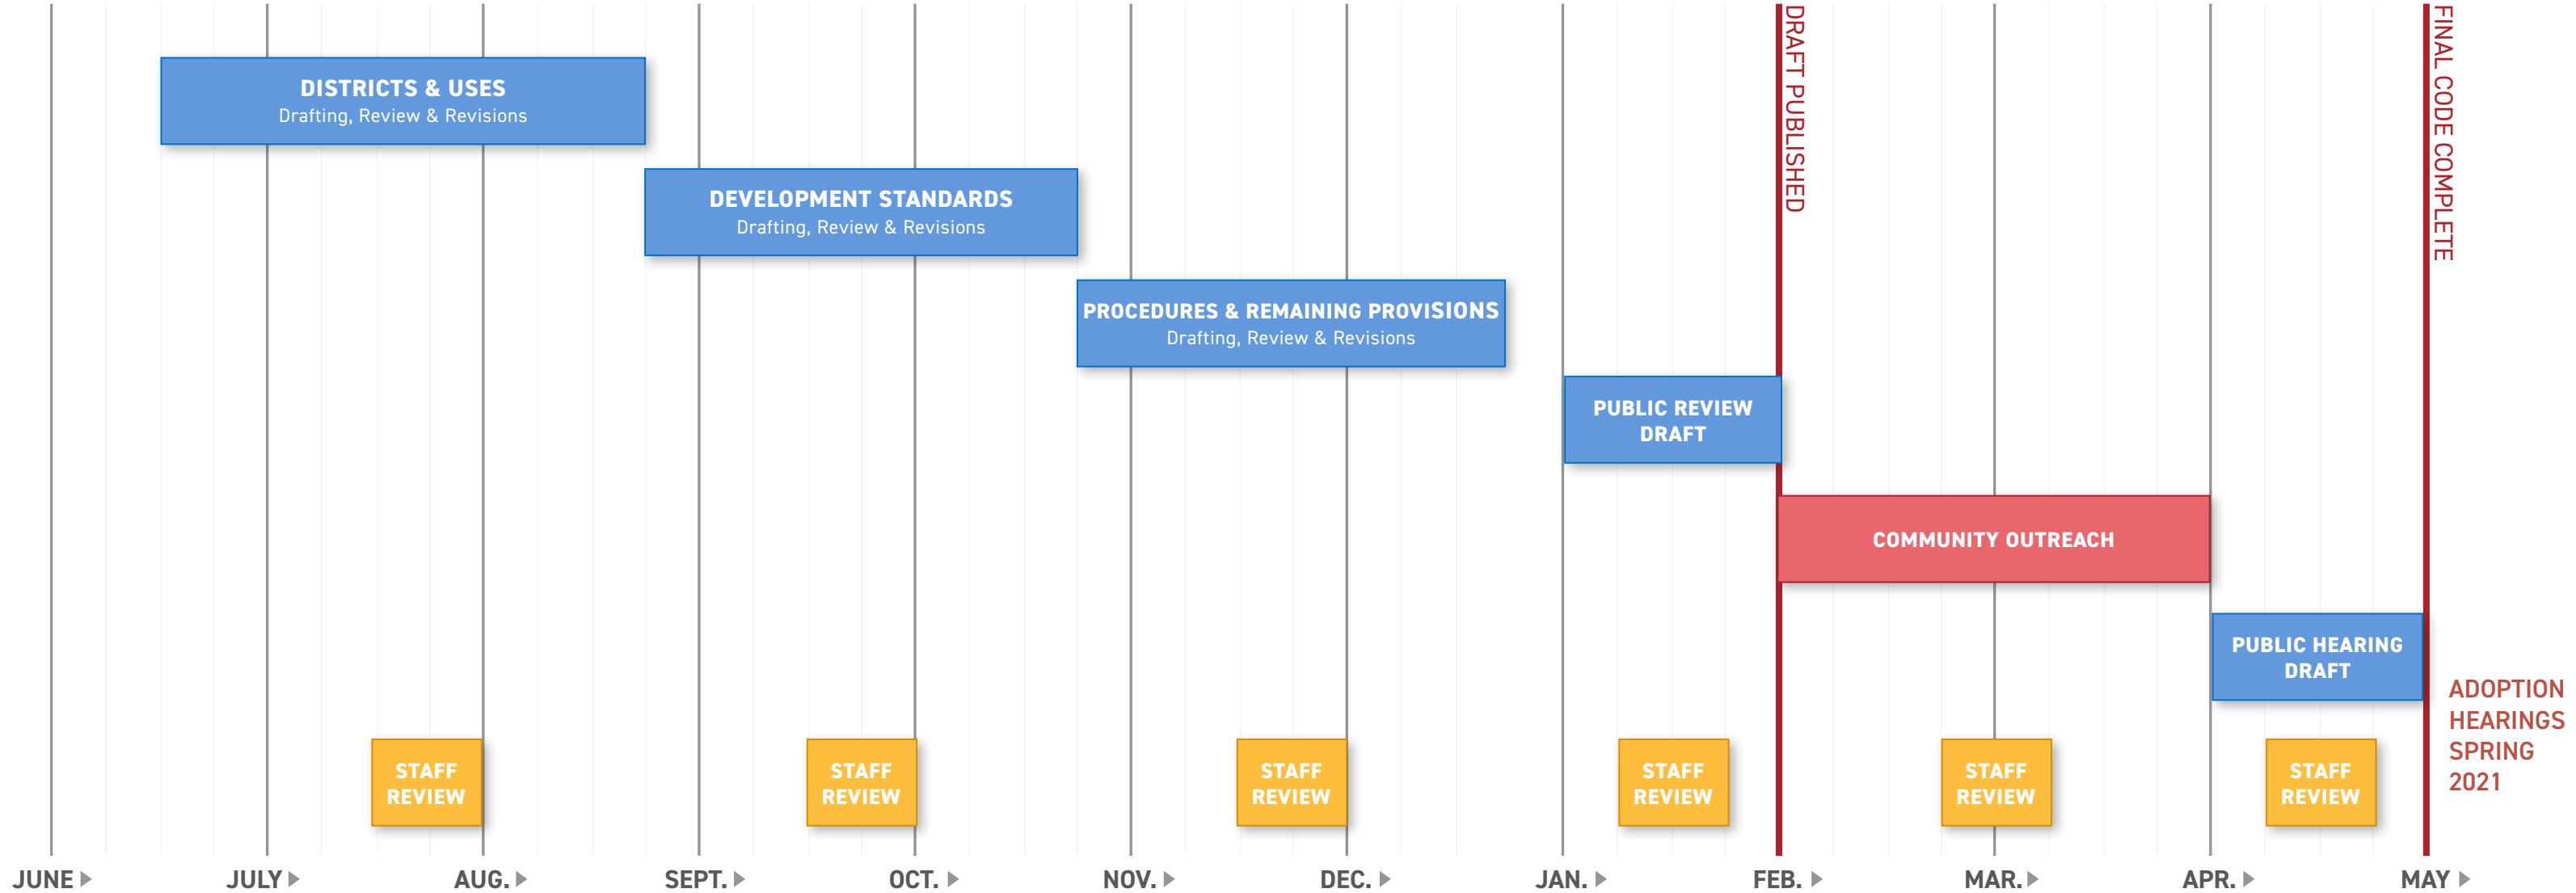 DISTRICTS & USES
Drafting, Review & Revisions
DEVELOPMENT STANDARDS
Drafting, Review & Revisions
PROCEDURES & REMAINING PROVISIONS
Drafting, Review & Revisions
PUBLIC REVIEW
DRAFT
DRAFT PUBLISHED
COMMUNITY OUTREACH
PUBLIC HEARING
DRAFT
FINAL CODE COMPLETE
ADOPTION
HEARINGS
SPRING
2021
STAFF
REVIEW
STAFF
REVIEW
STAFF
REVIEW
STAFF
REVIEW
STAFF
REVIEW
STAFF
REVIEW
JUNE
JULY
AUG.
SEPT.
OCT.
NOV.
DEC.
JAN.
FEB.
MAR.
APR.
MAY